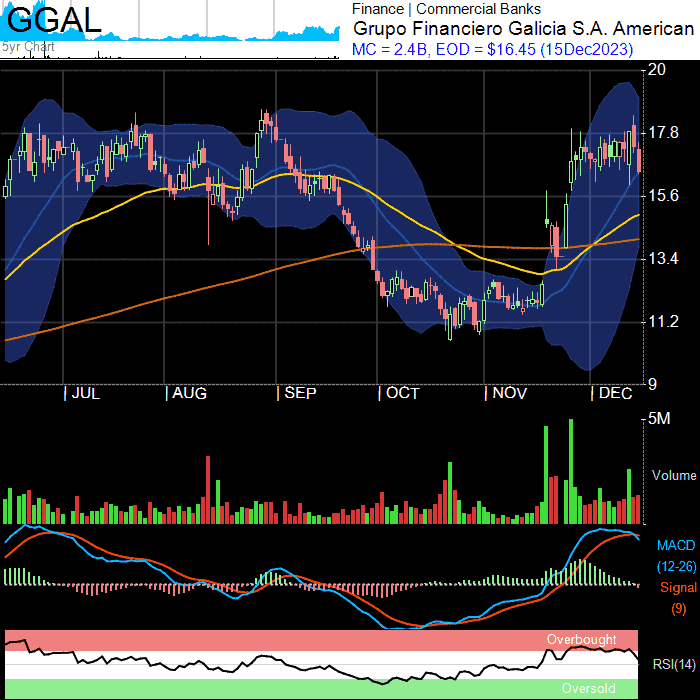 GGAL
5yr Chart
Finance | Commercial Banks
Grupo Financiero Galicia S.A. American
MC = 2.4B, EOD = $16.45 (15Dec2023)
20
17.8
15.6
13.4
11.2
9
| JUL | AUG | SEP | OCT | NOV | DEC
5M
Volume
MACD
(12-26)
Signal
(9)
Overbought
RSI(14)
Oversold